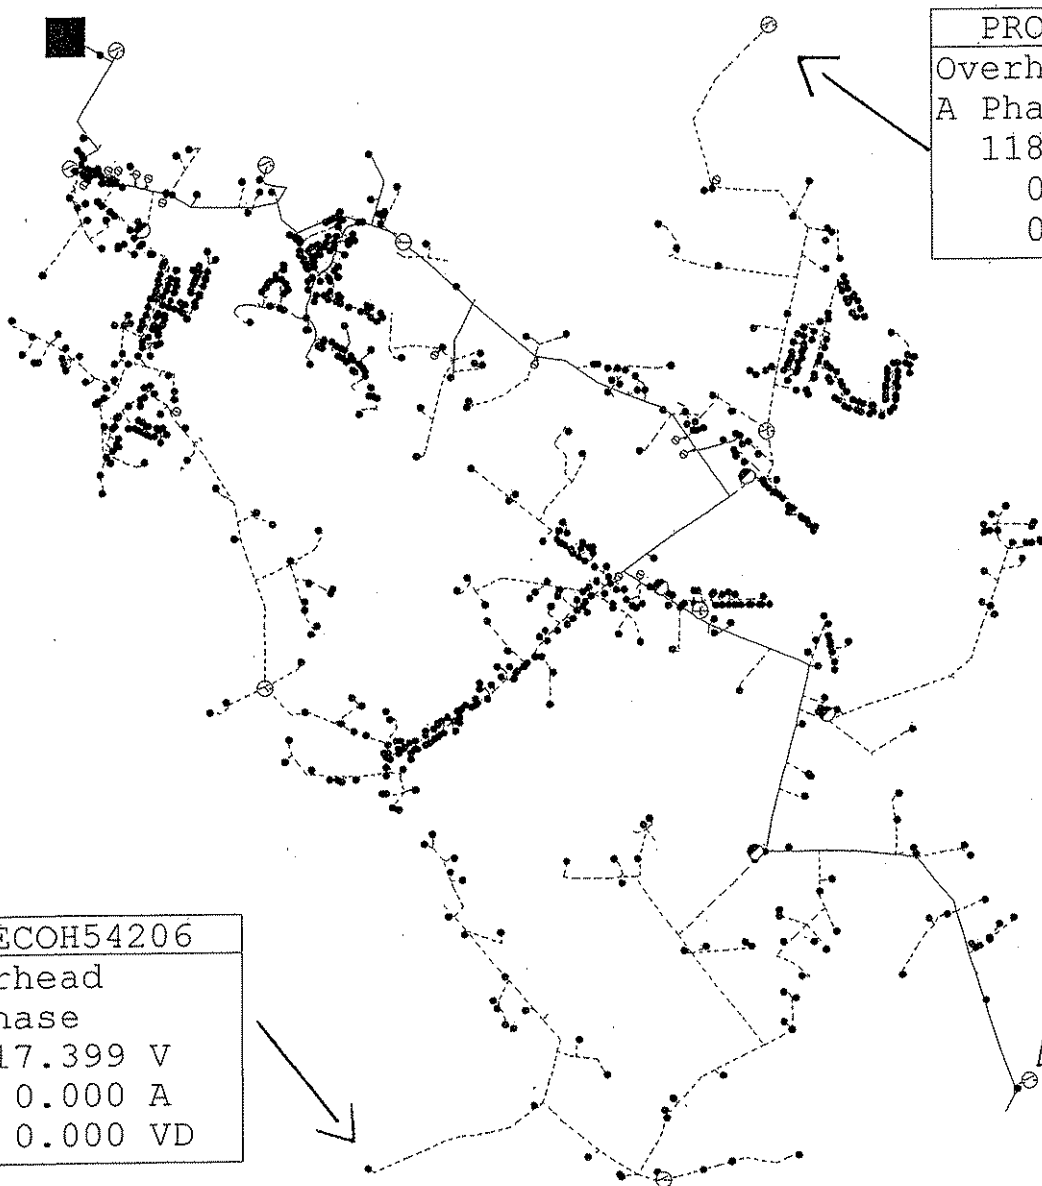 PRO
Overh
A Pha
118
0
0
ECOH54206
rhead
hase
17.399 V
0.000 A
0.000 VD